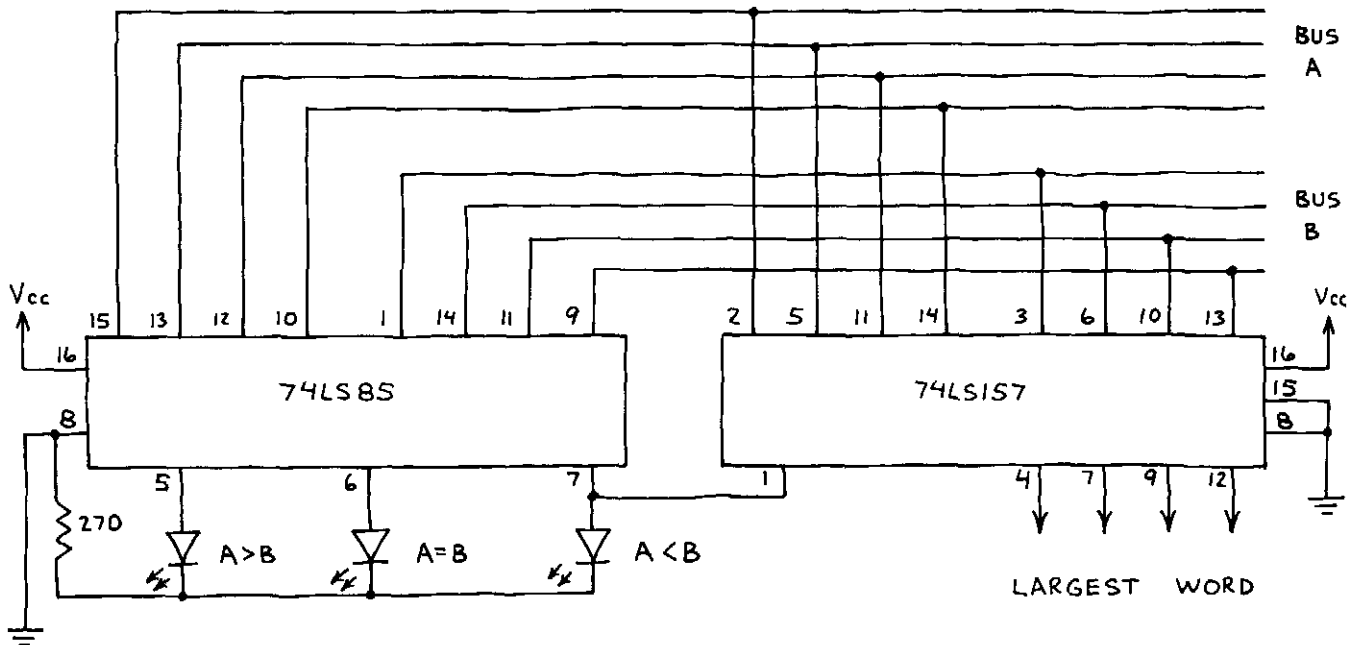 BUS
A
BUS
B
Vcc
Vcc
15 13 12 10 1 14 11 9 2 5 11 14 3 6 10 13
16
16
74LS85
74LS157
15
8
8
5 6 7 1 4 7 9 12
270
A>B
A=B
A<B
LARGEST WORD